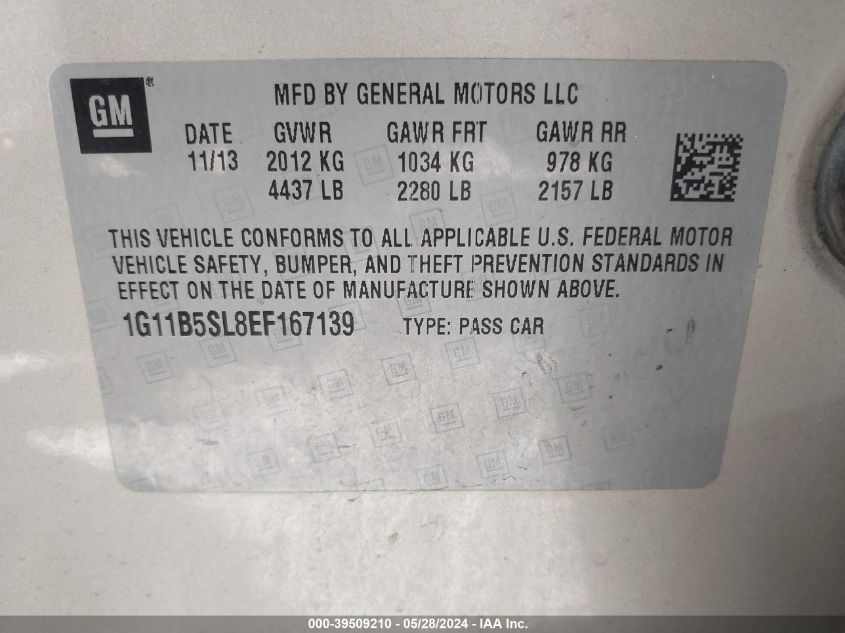 GM®
MFD BY GENERAL MOTORS LLC
DATE GVWR GAWR FRT GAWR RR
11/13 2012 KG 1034 KG 978 KG
4437 LB 2280 LB 2157 LB
THIS VEHICLE CONFORMS TO ALL APPLICABLE U.S. FEDERAL MOTOR
VEHICLE SAFETY, BUMPER, AND THEFT PREVENTION STANDARDS IN
EFFECT ON THE DATE OF MANUFACTURE SHOWN ABOVE.
1G11B5SL8EF167139 TYPE: PASS CAR
000-39509210 - 05/28/2024 - IAA Inc.